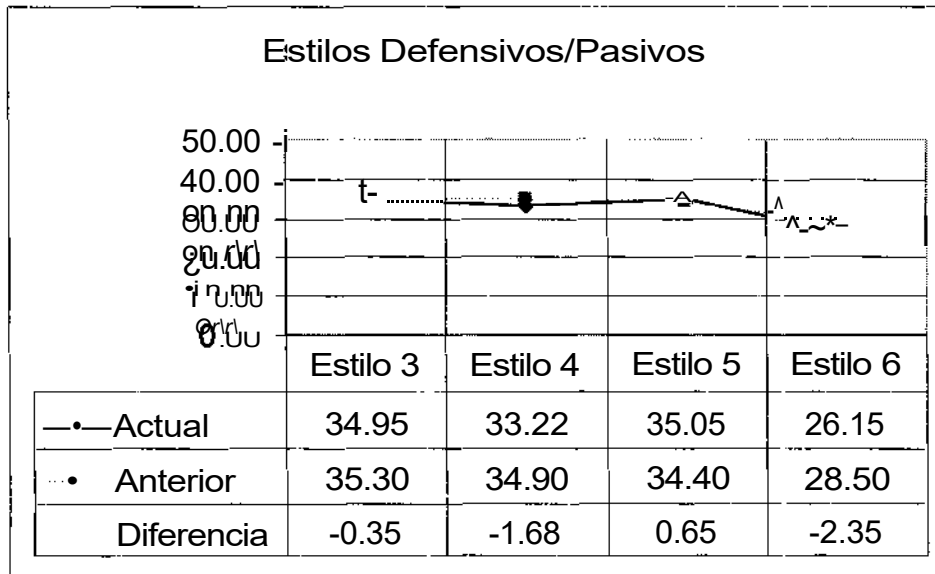 Estilos Defensivos/Pasivos
50.00
40.00
Estilo 3 Estilo 4 Estilo 5 Estilo 6
Actual 34.95 33.22 35.05 26.15
Anterior 35.30 34.90 34.40 28.50
Diferencia -0.35 -1.68 0.65 -2.35